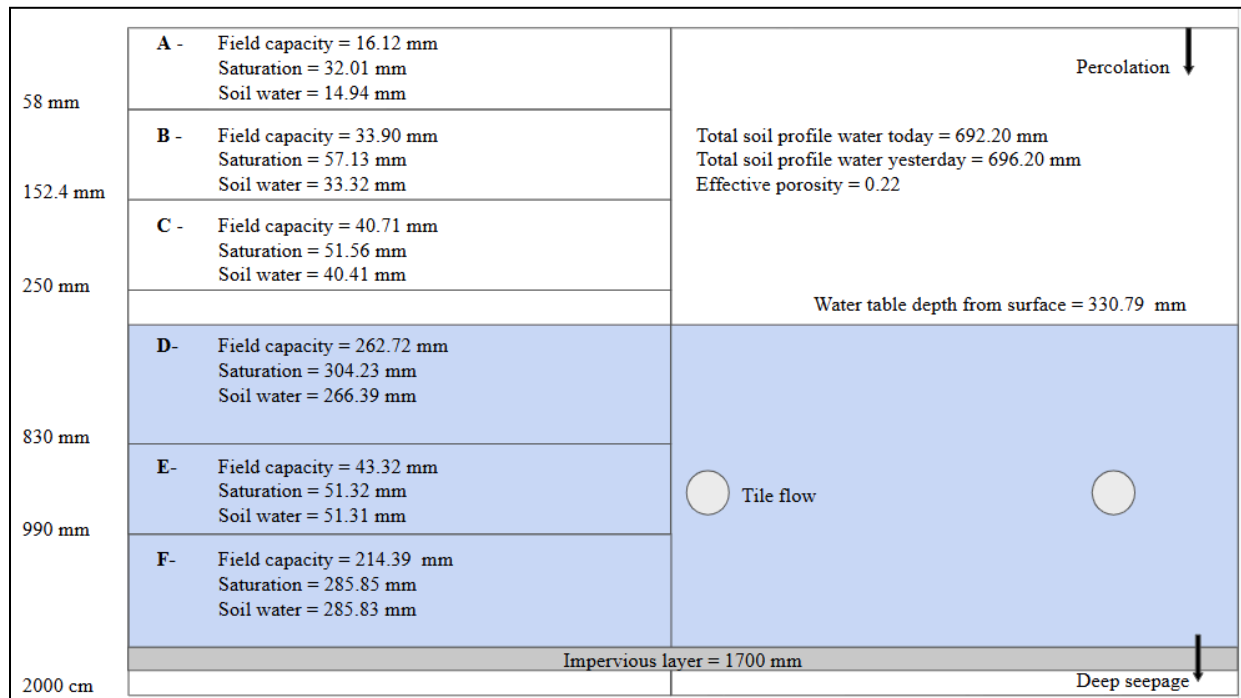 A - Field capacity = 16.12 mm
Saturation = 32.01 mm
Soil water = 14.94 mm
58 mm
B - Field capacity = 33.90 mm
Saturation = 57.13 mm
Soil water = 33.32 mm
152.4 mm
C - Field capacity = 40.71 mm
Saturation = 51.56 mm
Soil water = 40.41 mm
250 mm
D- Field capacity = 262.72 mm
Saturation = 304.23 mm
Soil water = 266.39 mm
830 mm
E- Field capacity = 43.32 mm
Saturation = 51.32 mm
Soil water = 51.31 mm
990 mm
F- Field capacity = 214.39 mm
Saturation = 285.85 mm
Soil water = 285.83 mm
Percolation
Total soil profile water today = 692.20 mm
Total soil profile water yesterday = 696.20 mm
Effective porosity = 0.22
Water table depth from surface = 330.79 mm
Tile flow
Impervious layer = 1700 mm
Deep seepage
2000 cm